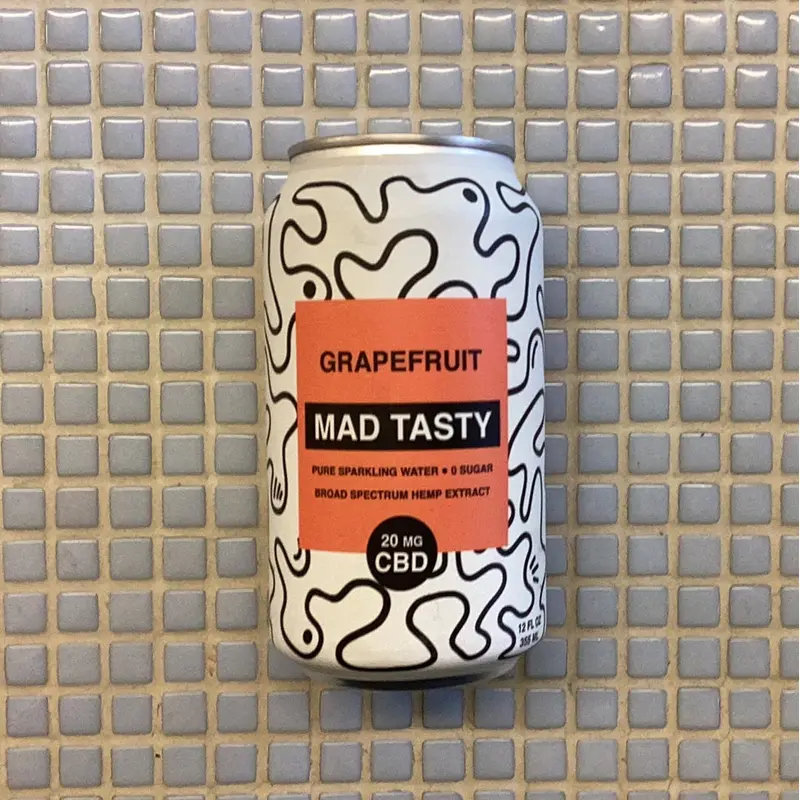 GRAPEFRUIT
MAD TASTY
PURE SPARKLING WATER • 0 SUGAR
BROAD SPECTRUM HEMP EXTRACT
20 MG
CBD
12 FL OZ
355 ML